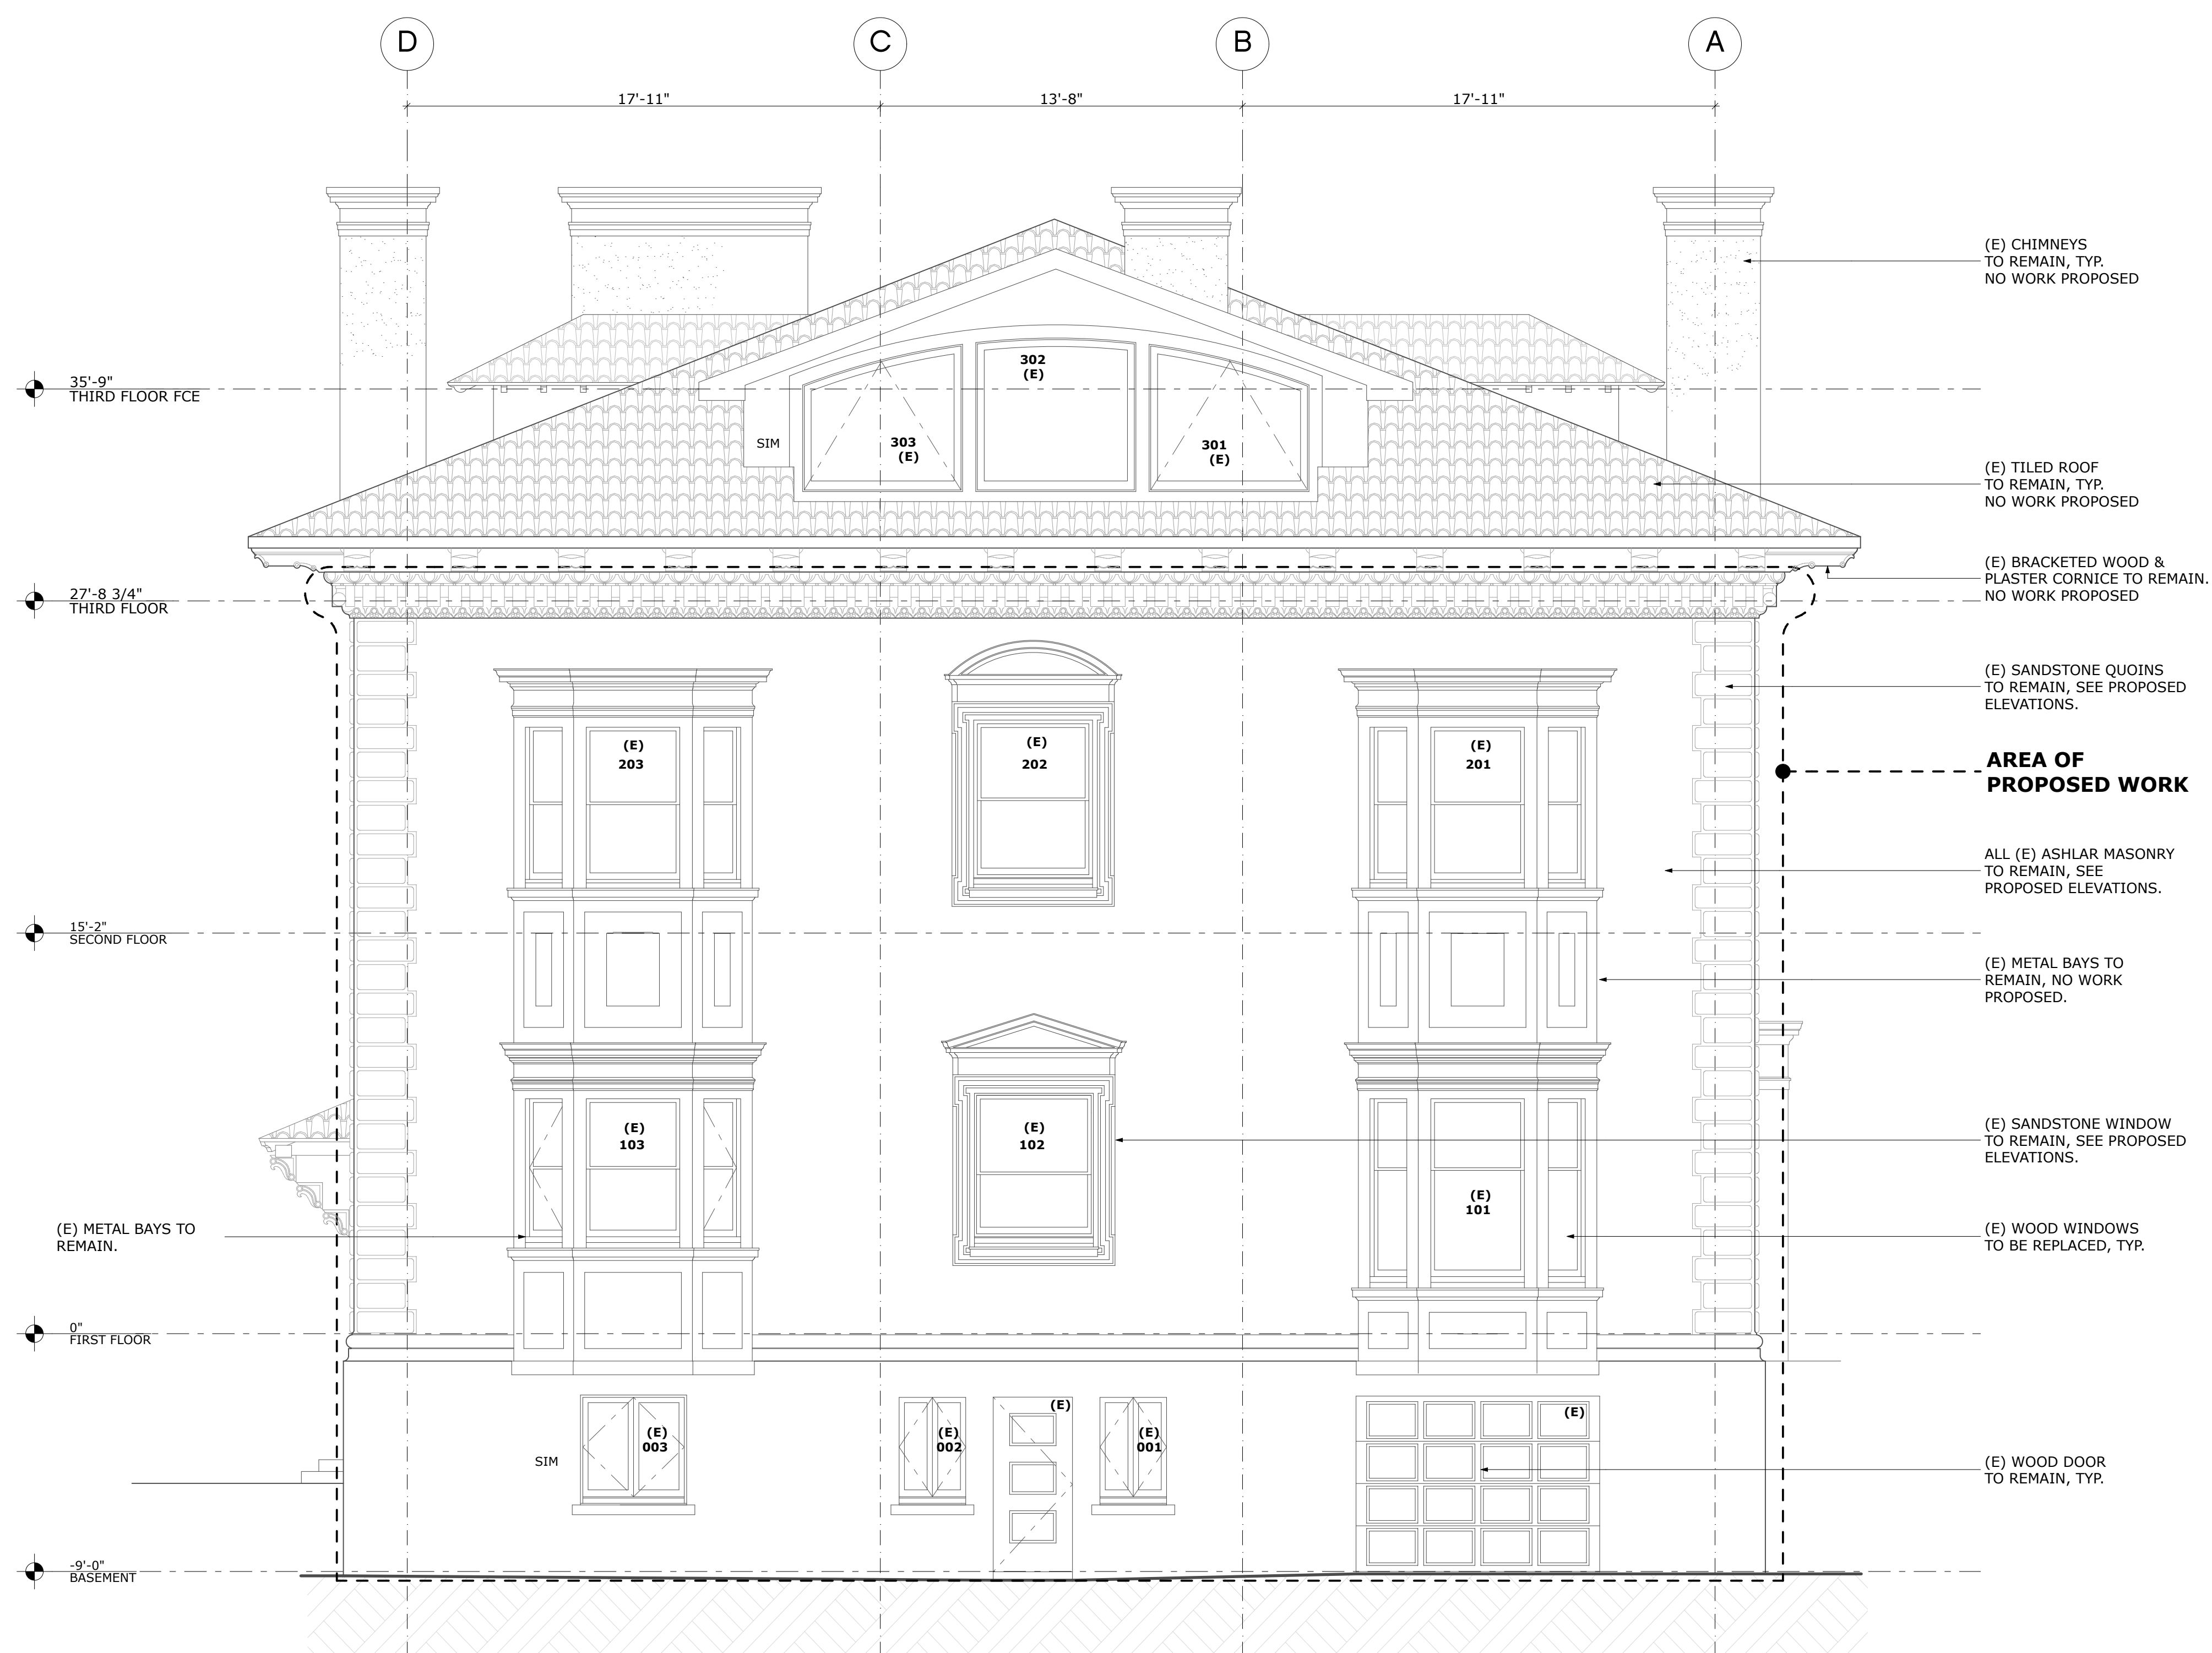 D
C
B
A
17'-11"
13'-8"
17'-11"
(E) CHIMNEYS
TO REMAIN, TYP.
NO WORK PROPOSED
302
(E)
35'-9"
THIRD FLOOR FCE
SIM
303
(E)
301
(E)
(E) TILED ROOF
TO REMAIN, TYP.
NO WORK PROPOSED
(E) BRACKETED WOOD &
PLASTER CORNICE TO REMAIN.
NO WORK PROPOSED
27'-8 3/4"
THIRD FLOOR
(E) SANDSTONE QUOINS
TO REMAIN, SEE PROPOSED
ELEVATIONS.
(E)
203
(E)
202
(E)
201
AREA OF
PROPOSED WORK
ALL (E) ASHLAR MASONRY
TO REMAIN, SEE
PROPOSED ELEVATIONS.
15'-2"
SECOND FLOOR
(E) METAL BAYS TO
REMAIN, NO WORK
PROPOSED.
(E)
103
(E)
102
(E) SANDSTONE WINDOW
TO REMAIN, SEE PROPOSED
ELEVATIONS.
(E)
101
(E) METAL BAYS TO
REMAIN.
(E) WOOD WINDOWS
TO BE REPLACED, TYP.
0"
FIRST FLOOR
(E)
(E)
SIM
(E)
003
(E)
002
(E)
001
(E) WOOD DOOR
TO REMAIN, TYP.
-9'-0"
BASEMENT